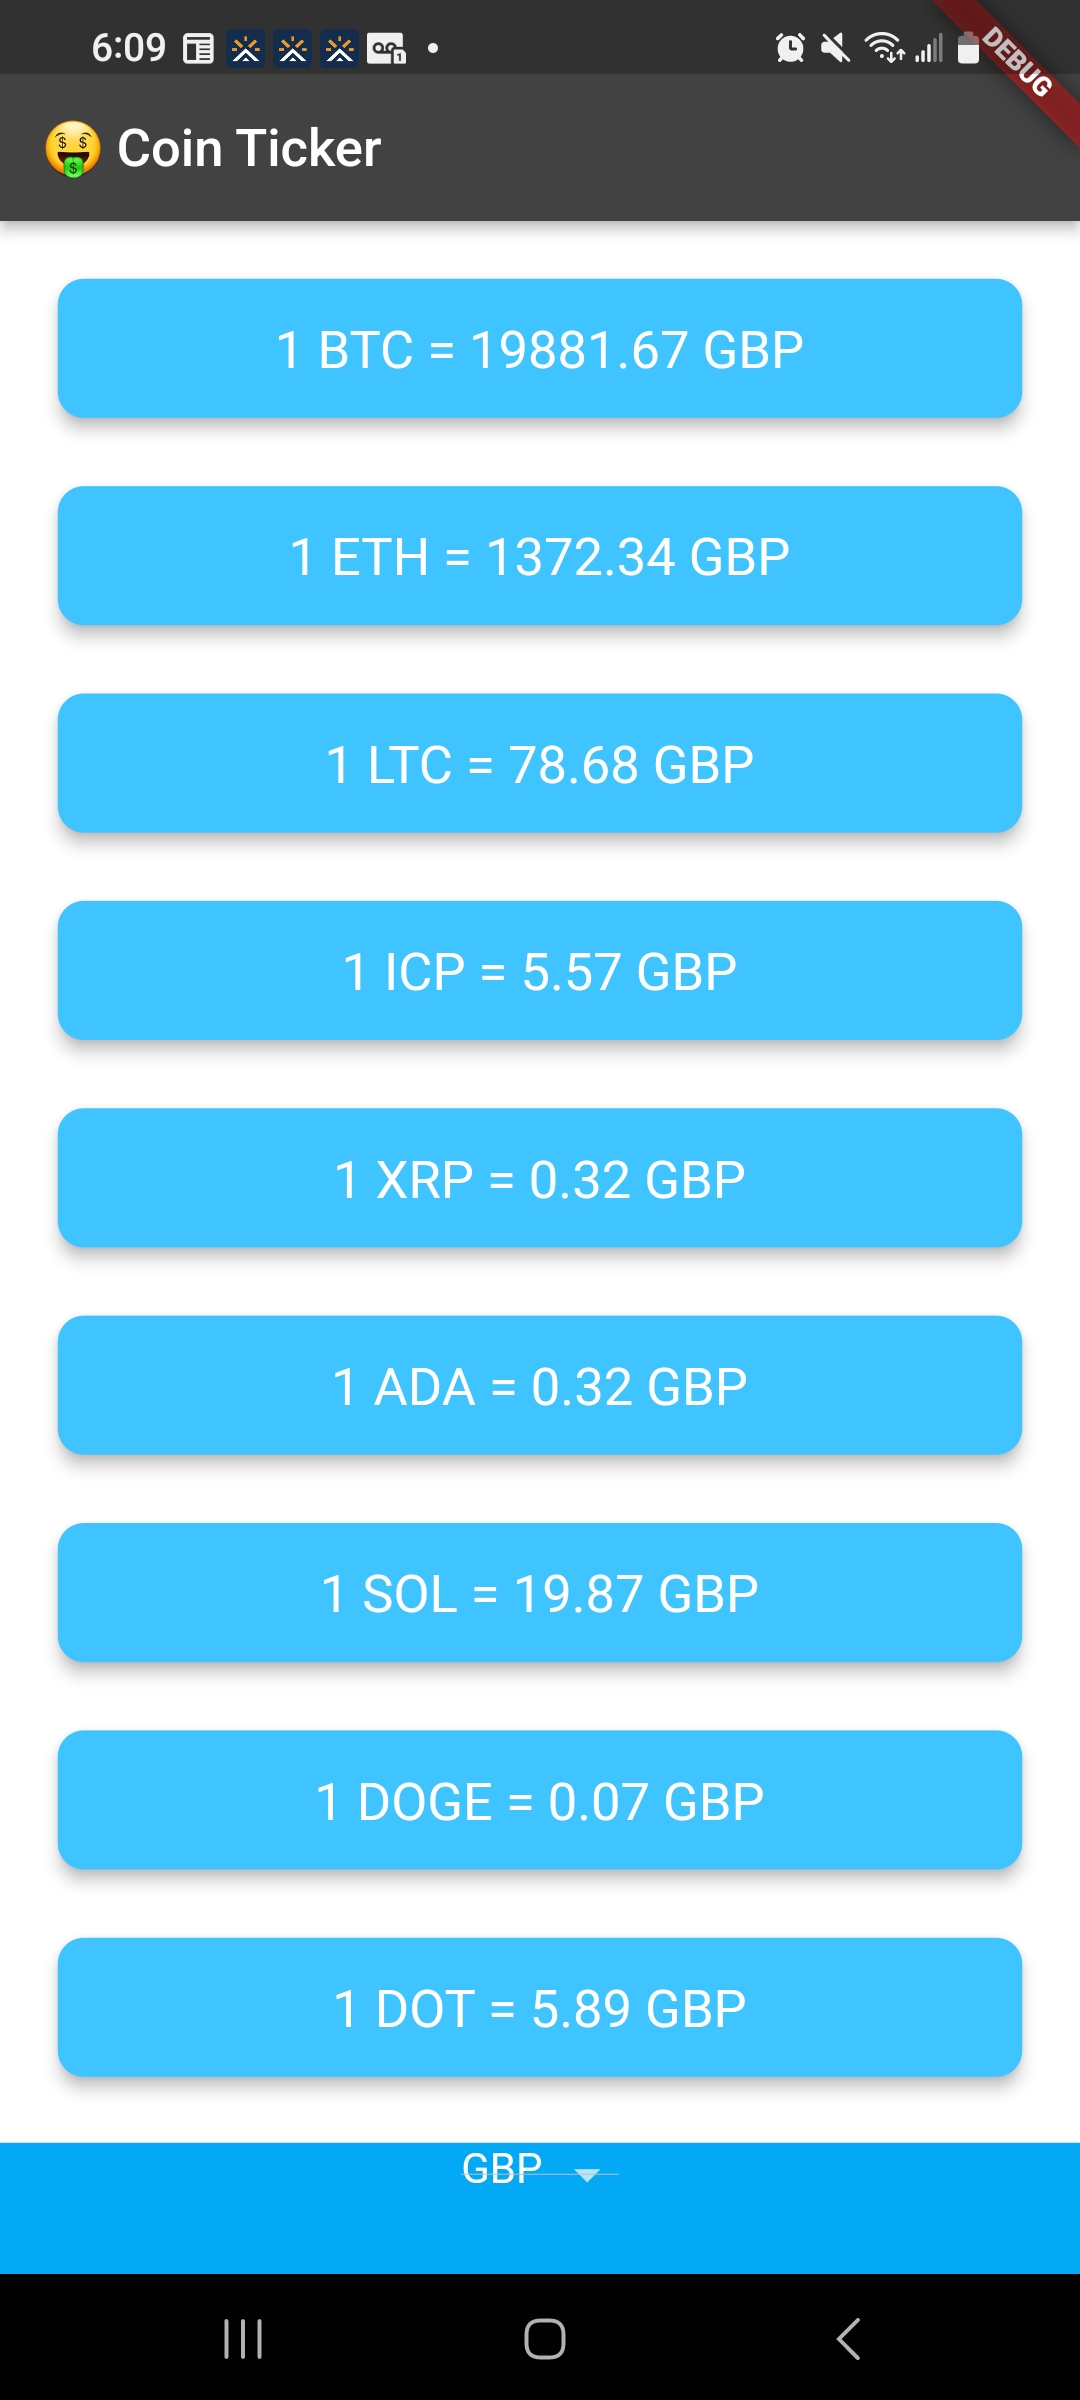 6:09
DEBUG
🤑 Coin Ticker
1 BTC = 19881.67 GBP
1 ETH = 1372.34 GBP
1 LTC = 78.68 GBP
1 ICP = 5.57 GBP
1 XRP = 0.32 GBP
1 ADA = 0.32 GBP
1 SOL = 19.87 GBP
1 DOGE = 0.07 GBP
1 DOT = 5.89 GBP
GBP